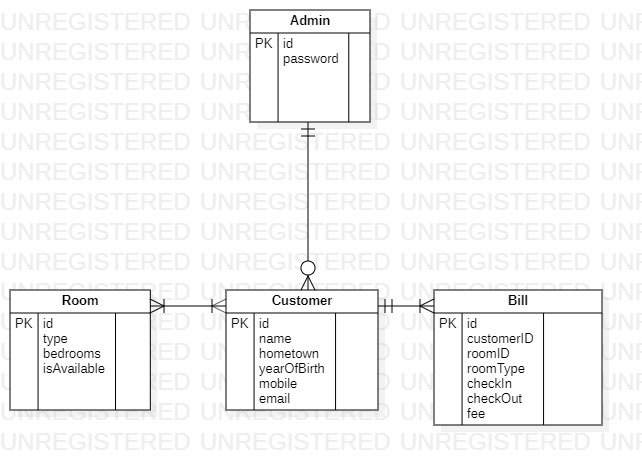 UNREGISTERED UNREGISTERED UNREGISTERED UNR
Admin
PK id
password
Room
PK id
type
bedrooms
isAvailable
Customer
PK id
name
hometown
yearOfBirth
mobile
email
Bill
PK id
customerID
roomID
roomType
checkIn
checkOut
fee